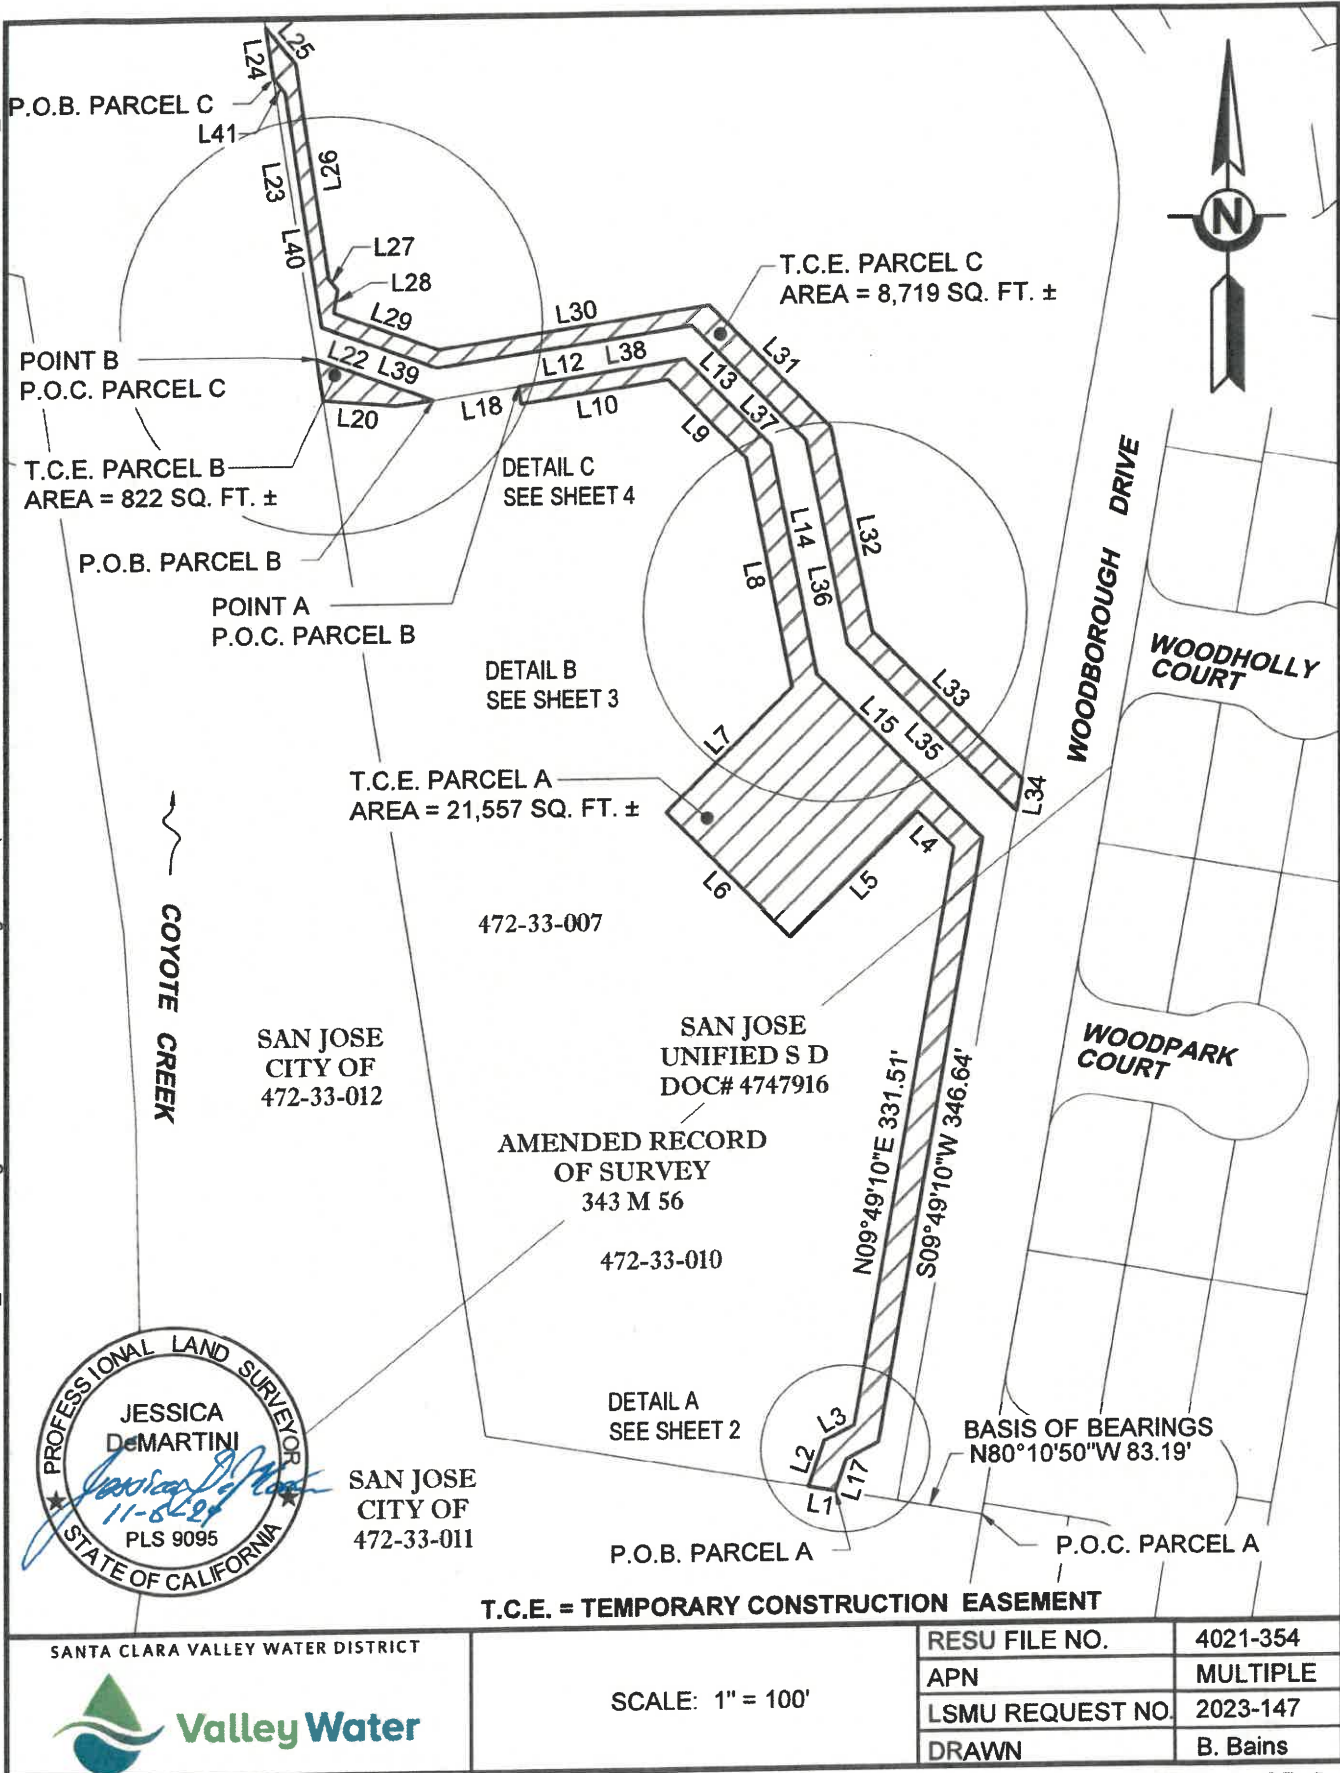 L25
L24
P.O.B. PARCEL C
L41
L23
L26
L40
L27
L28
L29
L30
T.C.E. PARCEL C
AREA = 8,719 SQ. FT. ±
N
POINT B
P.O.C. PARCEL C
L22
L39
L12
L38
L31
L13
L37
L20
L18
L10
L9
T.C.E. PARCEL B
AREA = 822 SQ. FT. ±
DETAIL C
SEE SHEET 4
P.O.B. PARCEL B
POINT A
P.O.C. PARCEL B
L14
L32
L8
L36
WOODBOROUGH DRIVE
WOODHOLLY
COURT
DETAIL B
SEE SHEET 3
L33
L7
L15
L35
T.C.E. PARCEL A
AREA = 21,557 SQ. FT. ±
L34
L4
L6
L5
472-33-007
COYOTE CREEK
SAN JOSE
CITY OF
472-33-012
SAN JOSE
UNIFIED S D
DOC# 4747916
WOODPARK
COURT
N09°49'10"E 331.51'
S09°49'10"W 346.64'
AMENDED RECORD
OF SURVEY
343 M 56
472-33-010
PROFESSIONAL LAND SURVEYOR
JESSICA
DeMARTINI
Jessica DeMartini
11-6-24
PLS 9095
STATE OF CALIFORNIA
DETAIL A
SEE SHEET 2
L3
L2
L17
L1
BASIS OF BEARINGS
N80°10'50"W 83.19'
SAN JOSE
CITY OF
472-33-011
P.O.B. PARCEL A
P.O.C. PARCEL A
T.C.E. = TEMPORARY CONSTRUCTION EASEMENT
SANTA CLARA VALLEY WATER DISTRICT
Valley Water
SCALE: 1" = 100'
RESU FILE NO. 4021-354
APN MULTIPLE
LSMU REQUEST NO. 2023-147
DRAWN B. Bains